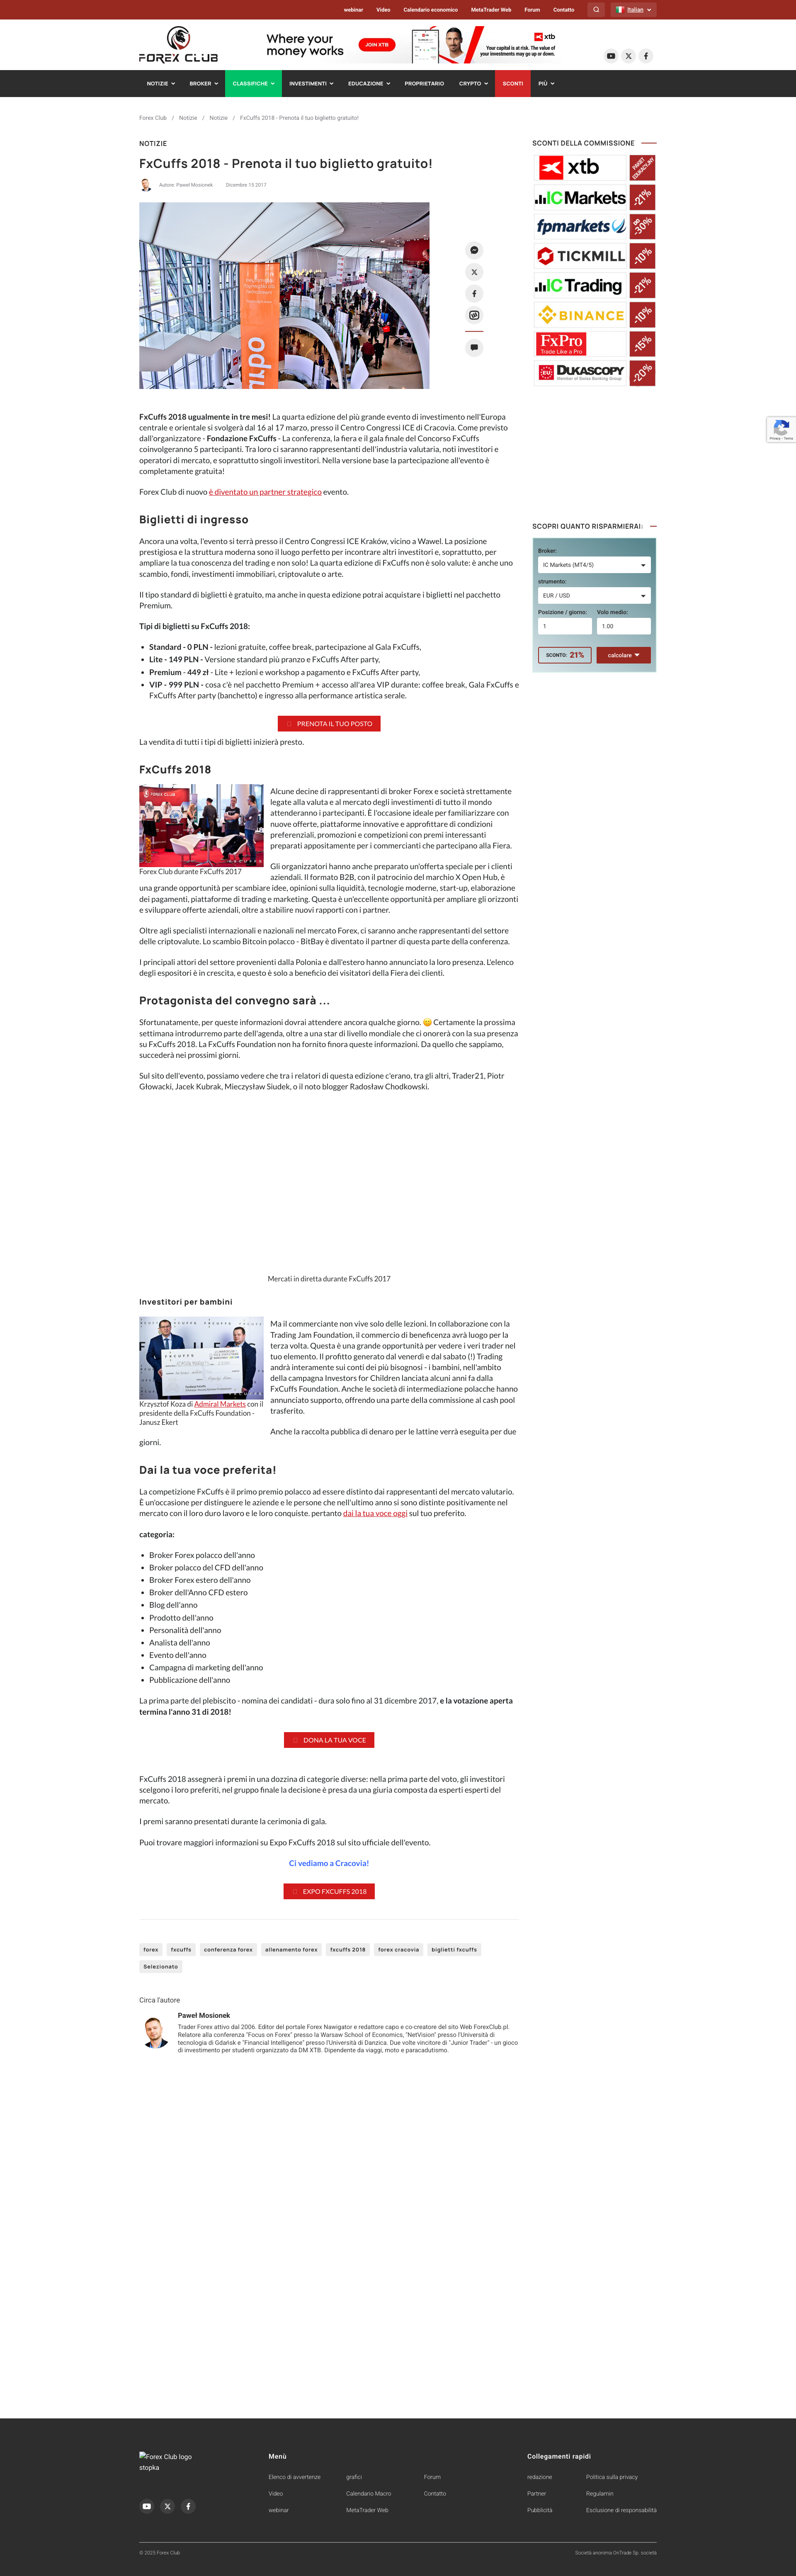 webinar Video Calendario economico MetaTrader Web Forum Contatto Italian
FOREX CLUB
Where your
money works
JOIN XTB
xtb
Your capital is at risk. The value of
your investments may go up or down.
NOTIZIE BROKER CLASSIFICHE INVESTIMENTI EDUCAZIONE PROPRIETARIO CRYPTO SCONTI PIÙ
Forex Club / Notizie / Notizie / FxCuffs 2018 - Prenota il tuo biglietto gratuito!
NOTIZIE
FxCuffs 2018 - Prenota il tuo biglietto gratuito!
Autore Paweł Mosionek Dicembre 15 2017
FxCuffs 2018 ugualmente in tre mesi! La quarta edizione del più grande evento di investimento nell'Europa
centrale e orientale si svolgerà dal 16 al 17 marzo, presso il Centro Congressi ICE di Cracovia. Come previsto
dall'organizzatore - Fondazione FxCuffs - La conferenza, la fiera e il gala finale del Concorso FxCuffs
coinvolgeranno 5 partecipanti. Tra loro ci saranno rappresentanti dell'industria valutaria, noti investitori e
operatori di mercato, e soprattutto singoli investitori. Nella versione base la partecipazione all'evento è
completamente gratuita!
Forex Club di nuovo è diventato un partner strategico evento.
Biglietti di ingresso
Ancora una volta, l'evento si terrà presso il Centro Congressi ICE Kraków, vicino a Wawel. La posizione
prestigiosa e la struttura moderna sono il luogo perfetto per incontrare altri investitori e, soprattutto, per
ampliare la tua conoscenza del trading e non solo! La quarta edizione di FxCuffs non è solo valute: è anche uno
scambio, fondi, investimenti immobiliari, criptovalute o arte.
Il tipo standard di biglietti è gratuito, ma anche in questa edizione potrai acquistare i biglietti nel pacchetto
Premium.
Tipi di biglietti su FxCuffs 2018:
Standard - 0 PLN - lezioni gratuite, coffee break, partecipazione al Gala FxCuffs,
Lite - 149 PLN - Versione standard più pranzo e FxCuffs After party,
Premium - 449 zł - Lite + lezioni e workshop a pagamento e FxCuffs After party,
VIP - 999 PLN - cosa c'è nel pacchetto Premium + accesso all'area VIP durante: coffee break, Gala FxCuffs e
FxCuffs After party (banchetto) e ingresso alla performance artistica serale.
PRENOTA IL TUO POSTO
La vendita di tutti i tipi di biglietti inizierà presto.
FxCuffs 2018
Alcune decine di rappresentanti di broker Forex e società strettamente
legate alla valuta e al mercato degli investimenti di tutto il mondo
attenderanno i partecipanti. È l'occasione ideale per familiarizzare con
nuove offerte, piattaforme innovative e approfittare di condizioni
preferenziali, promozioni e competizioni con premi interessanti
preparati appositamente per i commercianti che partecipano alla Fiera.
Forex Club durante FxCuffs 2017
Gli organizzatori hanno anche preparato un'offerta speciale per i clienti
aziendali. Il formato B2B, con il patrocinio del marchio X Open Hub, è
una grande opportunità per scambiare idee, opinioni sulla liquidità, tecnologie moderne, start-up, elaborazione
dei pagamenti, piattaforme di trading e marketing. Questa è un'eccellente opportunità per ampliare gli orizzonti
e sviluppare offerte aziendali, oltre a stabilire nuovi rapporti con i partner.
Oltre agli specialisti internazionali e nazionali nel mercato Forex, ci saranno anche rappresentanti del settore
delle criptovalute. Lo scambio Bitcoin polacco - BitBay è diventato il partner di questa parte della conferenza.
I principali attori del settore provenienti dalla Polonia e dall'estero hanno annunciato la loro presenza. L'elenco
degli espositori è in crescita, e questo è solo a beneficio dei visitatori della Fiera dei clienti.
Protagonista del convegno sarà ...
Sfortunatamente, per queste informazioni dovrai attendere ancora qualche giorno. 😀 Certamente la prossima
settimana introdurremo parte dell'agenda, oltre a una star di livello mondiale che ci onorerà con la sua presenza
su FxCuffs 2018. La FxCuffs Foundation non ha fornito finora queste informazioni. Da quello che sappiamo,
succederà nei prossimi giorni.
Sul sito dell'evento, possiamo vedere che tra i relatori di questa edizione c'erano, tra gli altri, Trader21, Piotr
Głowacki, Jacek Kubrak, Mieczysław Siudek, o il noto blogger Radosław Chodkowski.
Mercati in diretta durante FxCuffs 2017
Investitori per bambini
Ma il commerciante non vive solo delle lezioni. In collaborazione con la
Trading Jam Foundation, il commercio di beneficenza avrà luogo per la
terza volta. Questa è una grande opportunità per vedere i veri trader nel
tuo elemento. Il profitto generato dal venerdì e dal sabato (!) Trading
andrà interamente sui conti dei più bisognosi - i bambini, nell'ambito
della campagna Investors for Children lanciata alcuni anni fa dalla
FxCuffs Foundation. Anche le società di intermediazione polacche hanno
annunciato supporto, offrendo una parte della commissione al cash pool
trasferito.
Krzysztof Koza di Admiral Markets con il
presidente della FxCuffs Foundation -
Janusz Ekert
Anche la raccolta pubblica di denaro per le lattine verrà eseguita per due
giorni.
Dai la tua voce preferita!
La competizione FxCuffs è il primo premio polacco ad essere distinto dai rappresentanti del mercato valutario.
È un'occasione per distinguere le aziende e le persone che nell'ultimo anno si sono distinte positivamente nel
mercato con il loro duro lavoro e le loro conquiste. pertanto dai la tua voce oggi sul tuo preferito.
categoria:
Broker Forex polacco dell'anno
Broker polacco del CFD dell'anno
Broker Forex estero dell'anno
Broker dell'Anno CFD estero
Blog dell'anno
Prodotto dell'anno
Personalità dell'anno
Analista dell'anno
Evento dell'anno
Campagna di marketing dell'anno
Pubblicazione dell'anno
La prima parte del plebiscito - nomina dei candidati - dura solo fino al 31 dicembre 2017, e la votazione aperta
termina l'anno 31 di 2018!
DONA LA TUA VOCE
FxCuffs 2018 assegnerà i premi in una dozzina di categorie diverse: nella prima parte del voto, gli investitori
scelgono i loro preferiti, nel gruppo finale la decisione è presa da una giuria composta da esperti esperti del
mercato.
I premi saranno presentati durante la cerimonia di gala.
Puoi trovare maggiori informazioni su Expo FxCuffs 2018 sul sito ufficiale dell'evento.
Ci vediamo a Cracovia!
EXPO FXCUFFS 2018
forex fxcuffs conferenza forex allenamento forex fxcuffs 2018 forex cracovia biglietti fxcuffs
Selezionato
Circa l'autore
Paweł Mosionek
Trader Forex attivo dal 2006. Editor del portale Forex Nawigator e redattore capo e co-creatore del sito Web ForexClub.pl.
Relatore alla conferenza "Focus on Forex" presso la Warsaw School of Economics, "NetVision" presso l'Università di
tecnologia di Gdańsk e "Financial Intelligence" presso l'Università di Danzica. Due volte vincitore di "Junior Trader" - un gioco
di investimento per studenti organizzato da DM XTB. Dipendente da viaggi, moto e paracadutismo.
SCONTI DELLA COMMISSIONE
xtb
ICMarkets -21%
fpmarkets DO -30%
TICKMILL -10%
IC Trading -21%
BINANCE -10%
FxPro Trade Like a Pro -15%
EU DUKASCOPY Member of Swiss Banking Group -20%
Privacy - Terms
SCOPRI QUANTO RISPARMIERAI:
Broker:
IC Markets (MT4/5)
strumento:
EUR / USD
Posizione / giorno: Volo medio:
1 1.00
SCONTO: 21% calcolare
Forex Club logo
stopka
Menù
Elenco di avvertenze grafici Forum
Video Calendario Macro Contatto
webinar MetaTrader Web
Collegamenti rapidi
redazione Politica sulla privacy
Partner Regulamin
Pubblicità Esclusione di responsabilità
© 2025 Forex Club
Società anonima OnTrade Sp. società